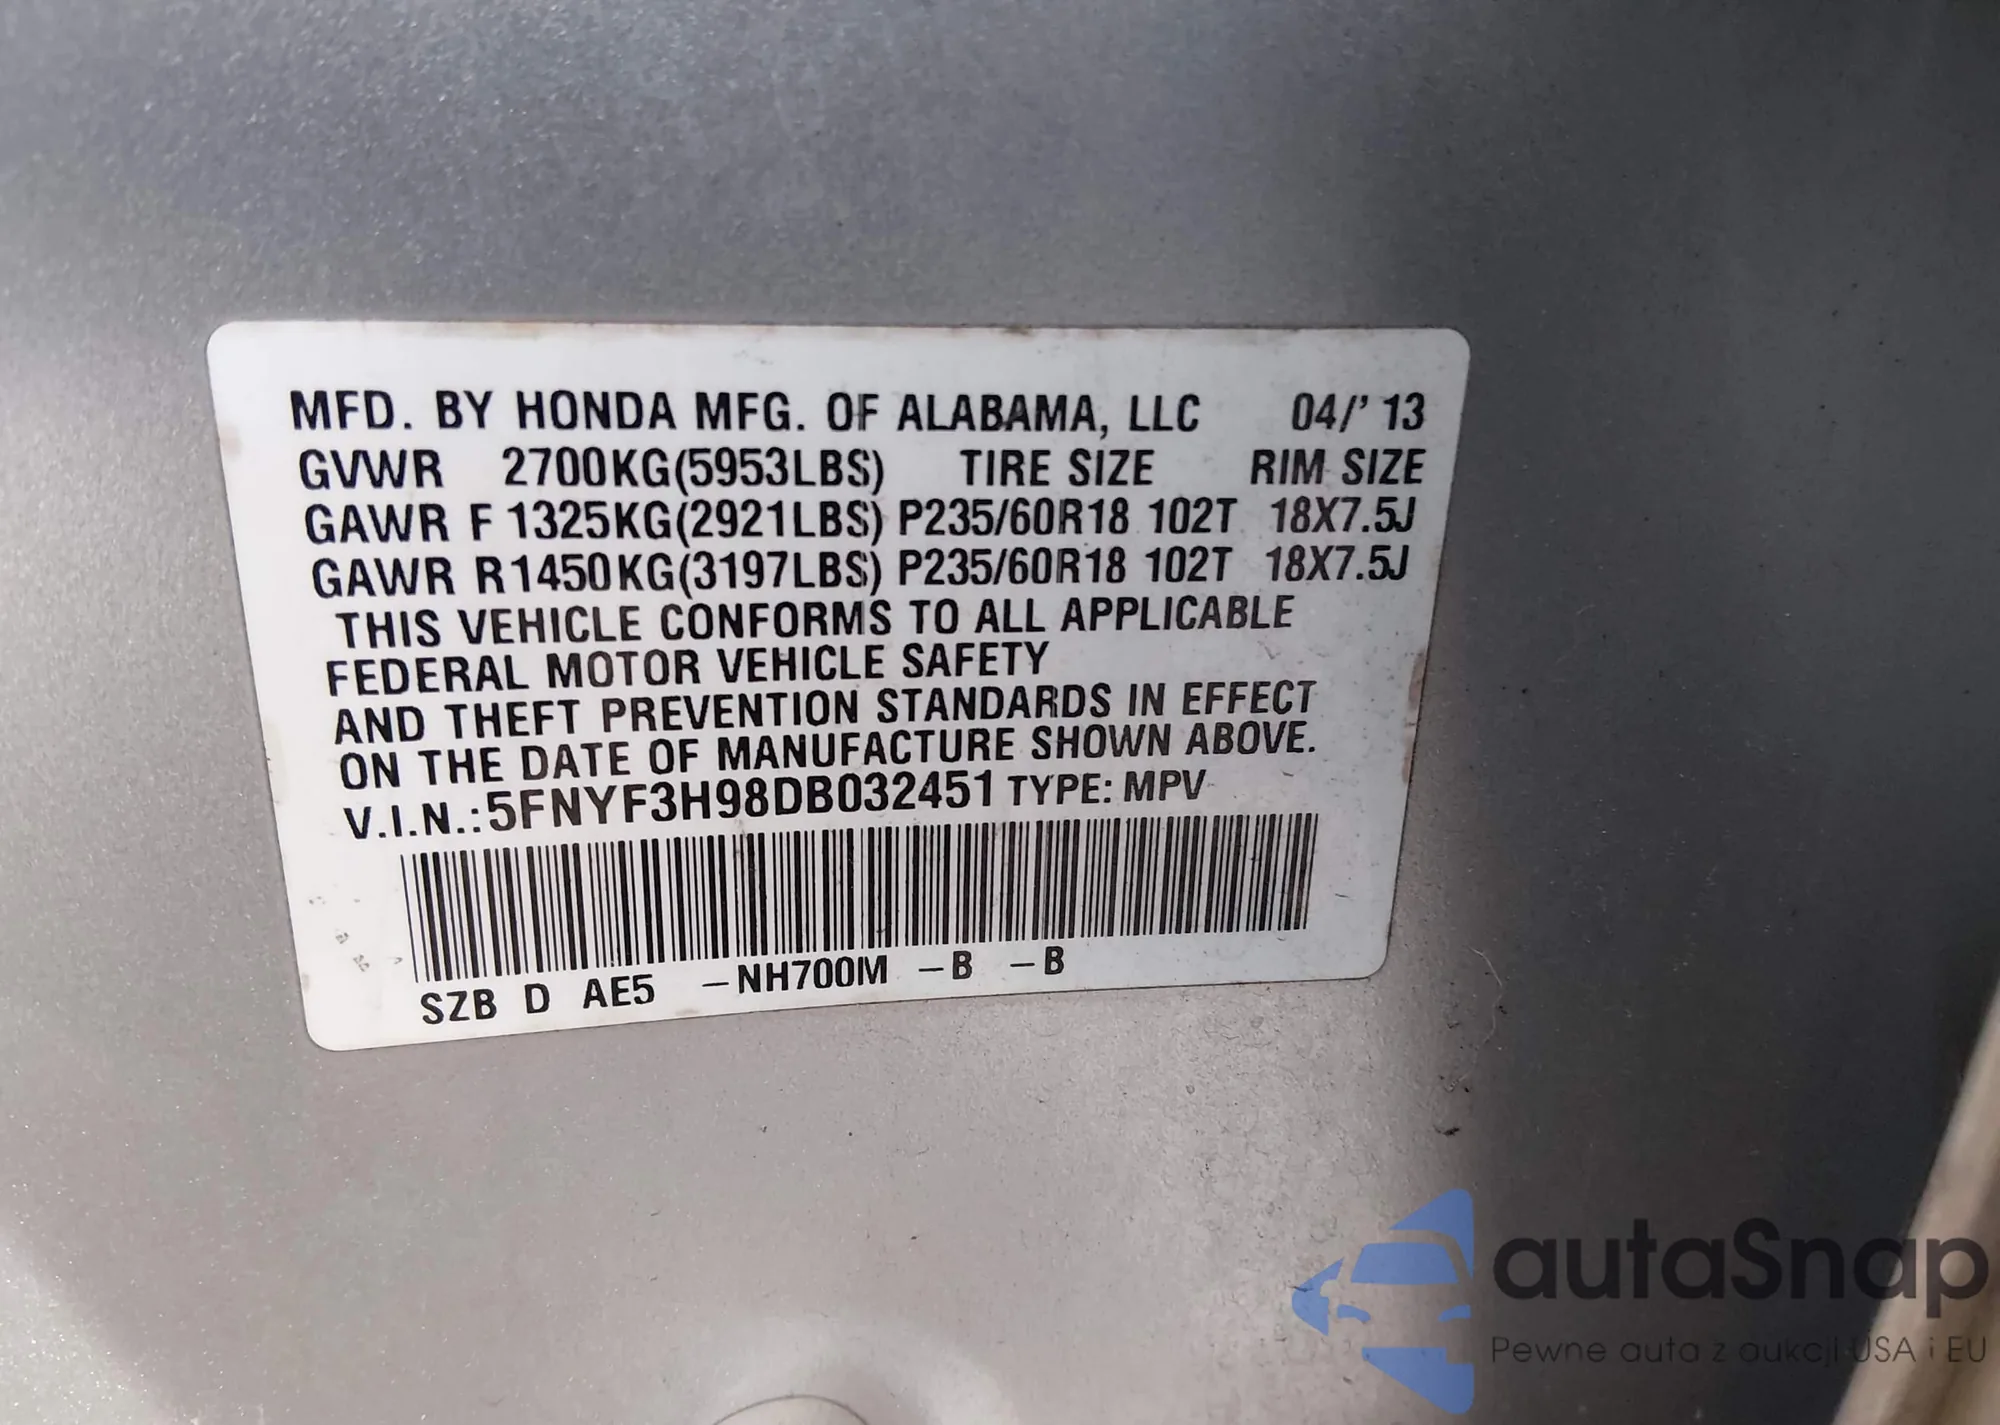 MFD. BY HONDA MFG. OF ALABAMA, LLC 04/' 13
GVWR 2700KG(5953LBS) TIRE SIZE RIM SIZE
GAWR F 1325KG(2921LBS) P235/60R18 102T 18X7.5J
GAWR R1450KG(3197LBS) P235/60R18 102T 18X7.5J
THIS VEHICLE CONFORMS TO ALL APPLICABLE
FEDERAL MOTOR VEHICLE SAFETY
AND THEFT PREVENTION STANDARDS IN EFFECT
ON THE DATE OF MANUFACTURE SHOWN ABOVE.
V.I.N.:5FNYF3H98DB032451 TYPE: MPV
SZB D AE5 –NH700M –B –B
autaSnap
Pewne auta z aukcji USA i EU